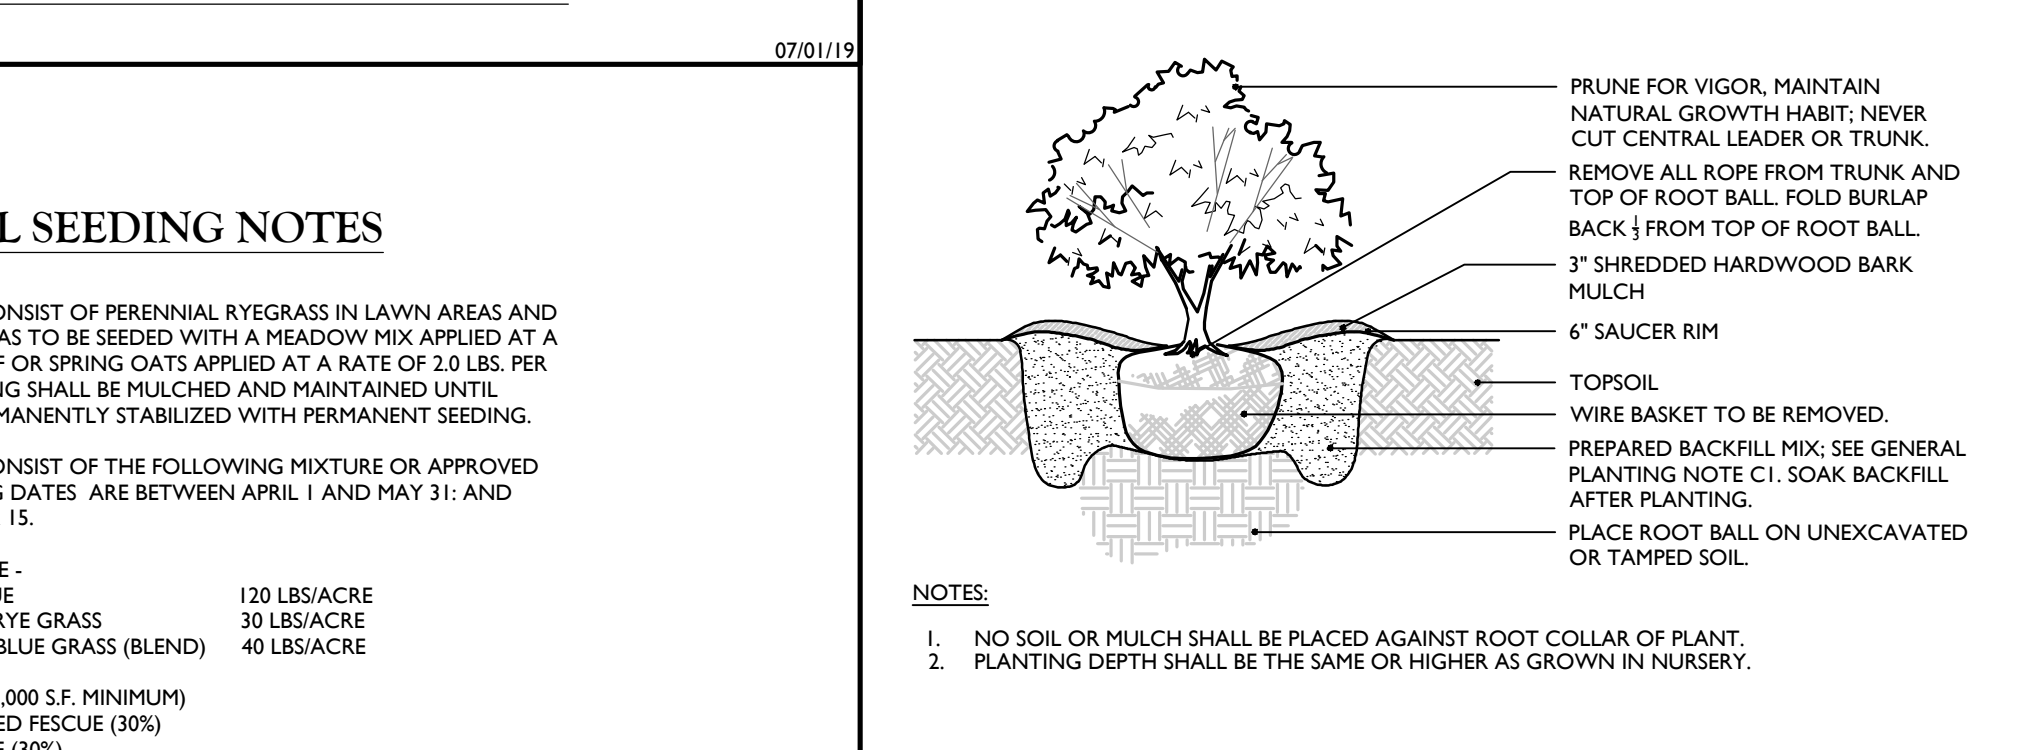 07/01/19
SEEDING NOTES
PERENNIAL RYEGRASS IN LAWN AREAS AND
TO BE SEEDED WITH A MEADOW MIX APPLIED AT A
OR SPRING OATS APPLIED AT A RATE OF 2.0 LBS. PER
SHALL BE MULCHED AND MAINTAINED UNTIL
STABILIZED WITH PERMANENT SEEDING.
OF THE FOLLOWING MIXTURE OR APPROVED
DATES ARE BETWEEN APRIL 1 AND MAY 31: AND
15.
-
120 LBS/ACRE
RYE GRASS 30 LBS/ACRE
BLUE GRASS (BLEND) 40 LBS/ACRE
,000 S.F. MINIMUM)
FESCUE (30%)
(30%)
PRUNE FOR VIGOR, MAINTAIN
NATURAL GROWTH HABIT; NEVER
CUT CENTRAL LEADER OR TRUNK.
REMOVE ALL ROPE FROM TRUNK AND
TOP OF ROOT BALL. FOLD BURLAP
BACK 1/3 FROM TOP OF ROOT BALL.
3" SHREDDED HARDWOOD BARK
MULCH
6" SAUCER RIM
TOPSOIL
WIRE BASKET TO BE REMOVED.
PREPARED BACKFILL MIX; SEE GENERAL
PLANTING NOTE C1. SOAK BACKFILL
AFTER PLANTING.
PLACE ROOT BALL ON UNEXCAVATED
OR TAMPED SOIL.
NOTES:
1. NO SOIL OR MULCH SHALL BE PLACED AGAINST ROOT COLLAR OF PLANT.
2. PLANTING DEPTH SHALL BE THE SAME OR HIGHER AS GROWN IN NURSERY.